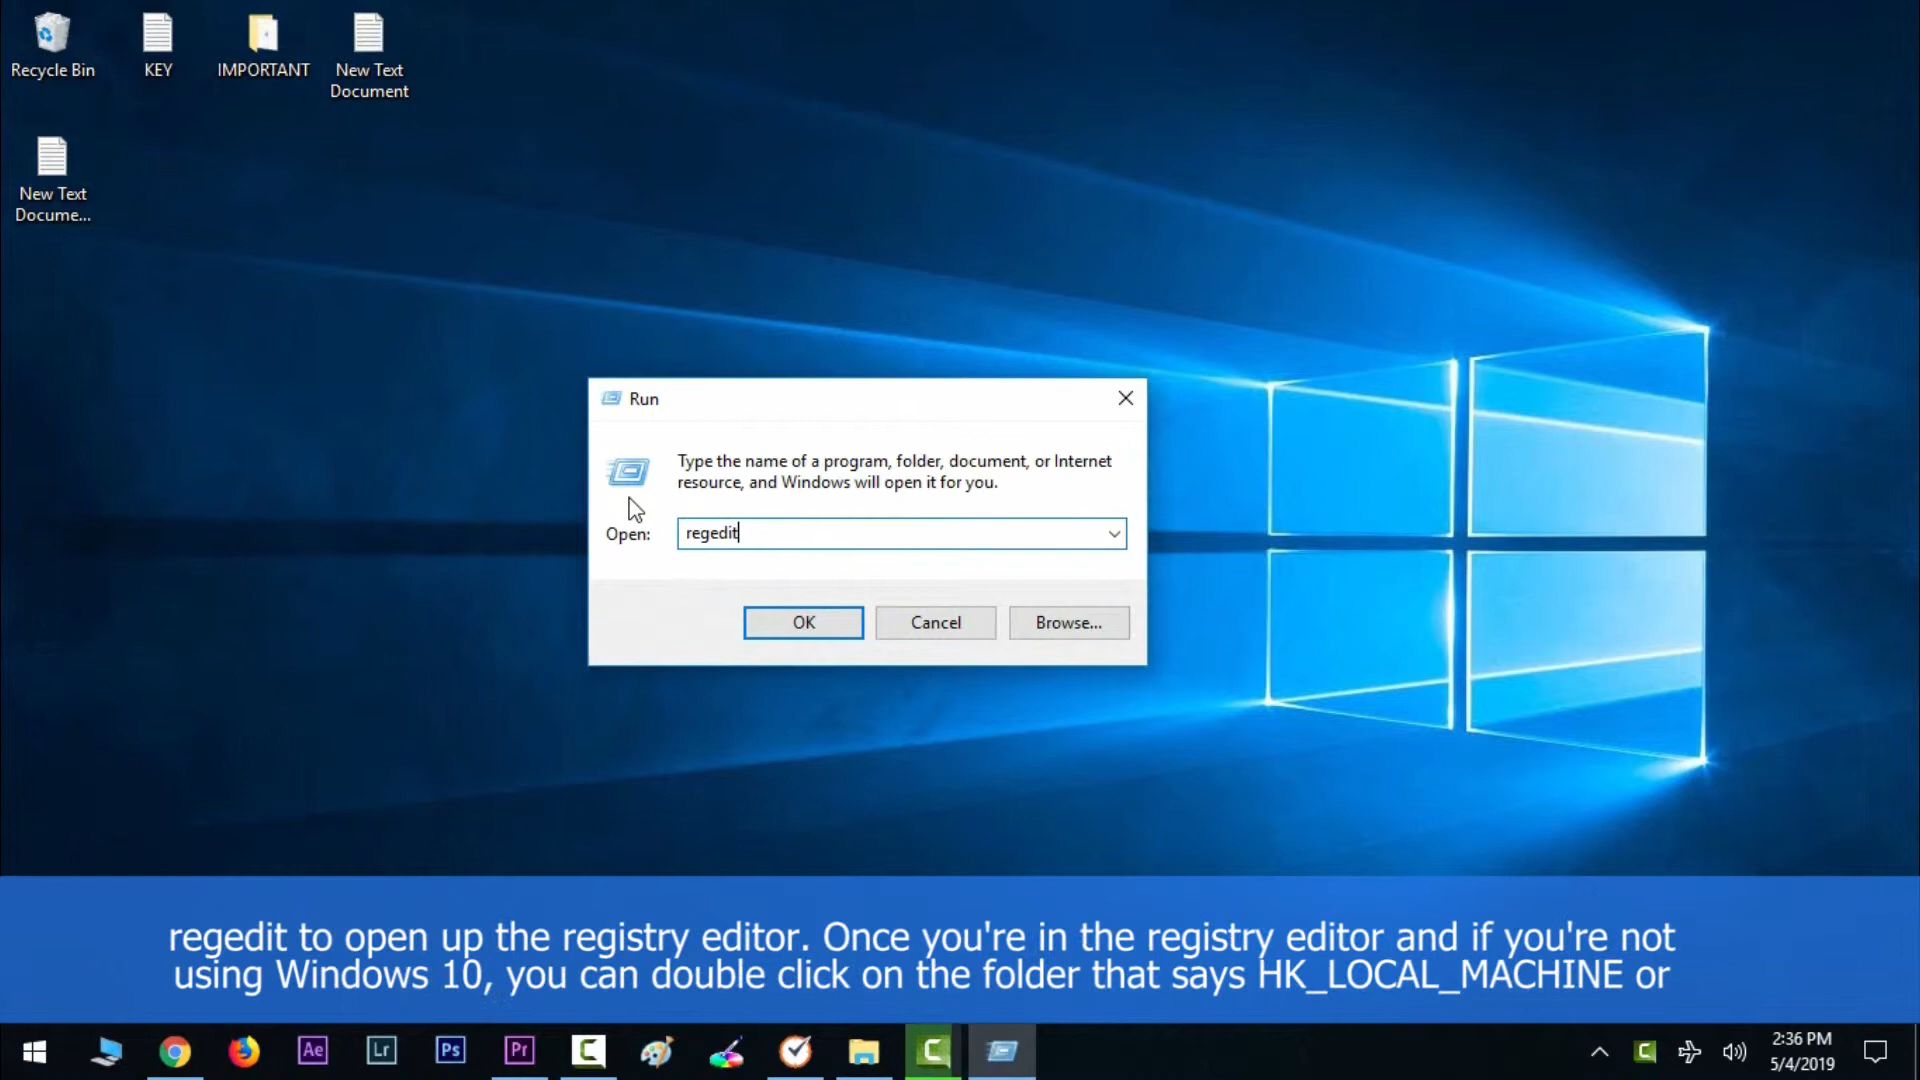 Recycle Bin
KEY
IMPORTANT
New Text
Document
New Text
Docume...
Run
Type the name of a program, folder, document, or Internet
resource, and Windows will open it for you.
Open:
regedit
OK
Cancel
Browse...
regedit to open up the registry editor. Once you're in the registry editor and if you're not
using Windows 10, you can double click on the folder that says HK_LOCAL_MACHINE or
Ae
Lr
Ps
Pr
2:36 PM
5/4/2019